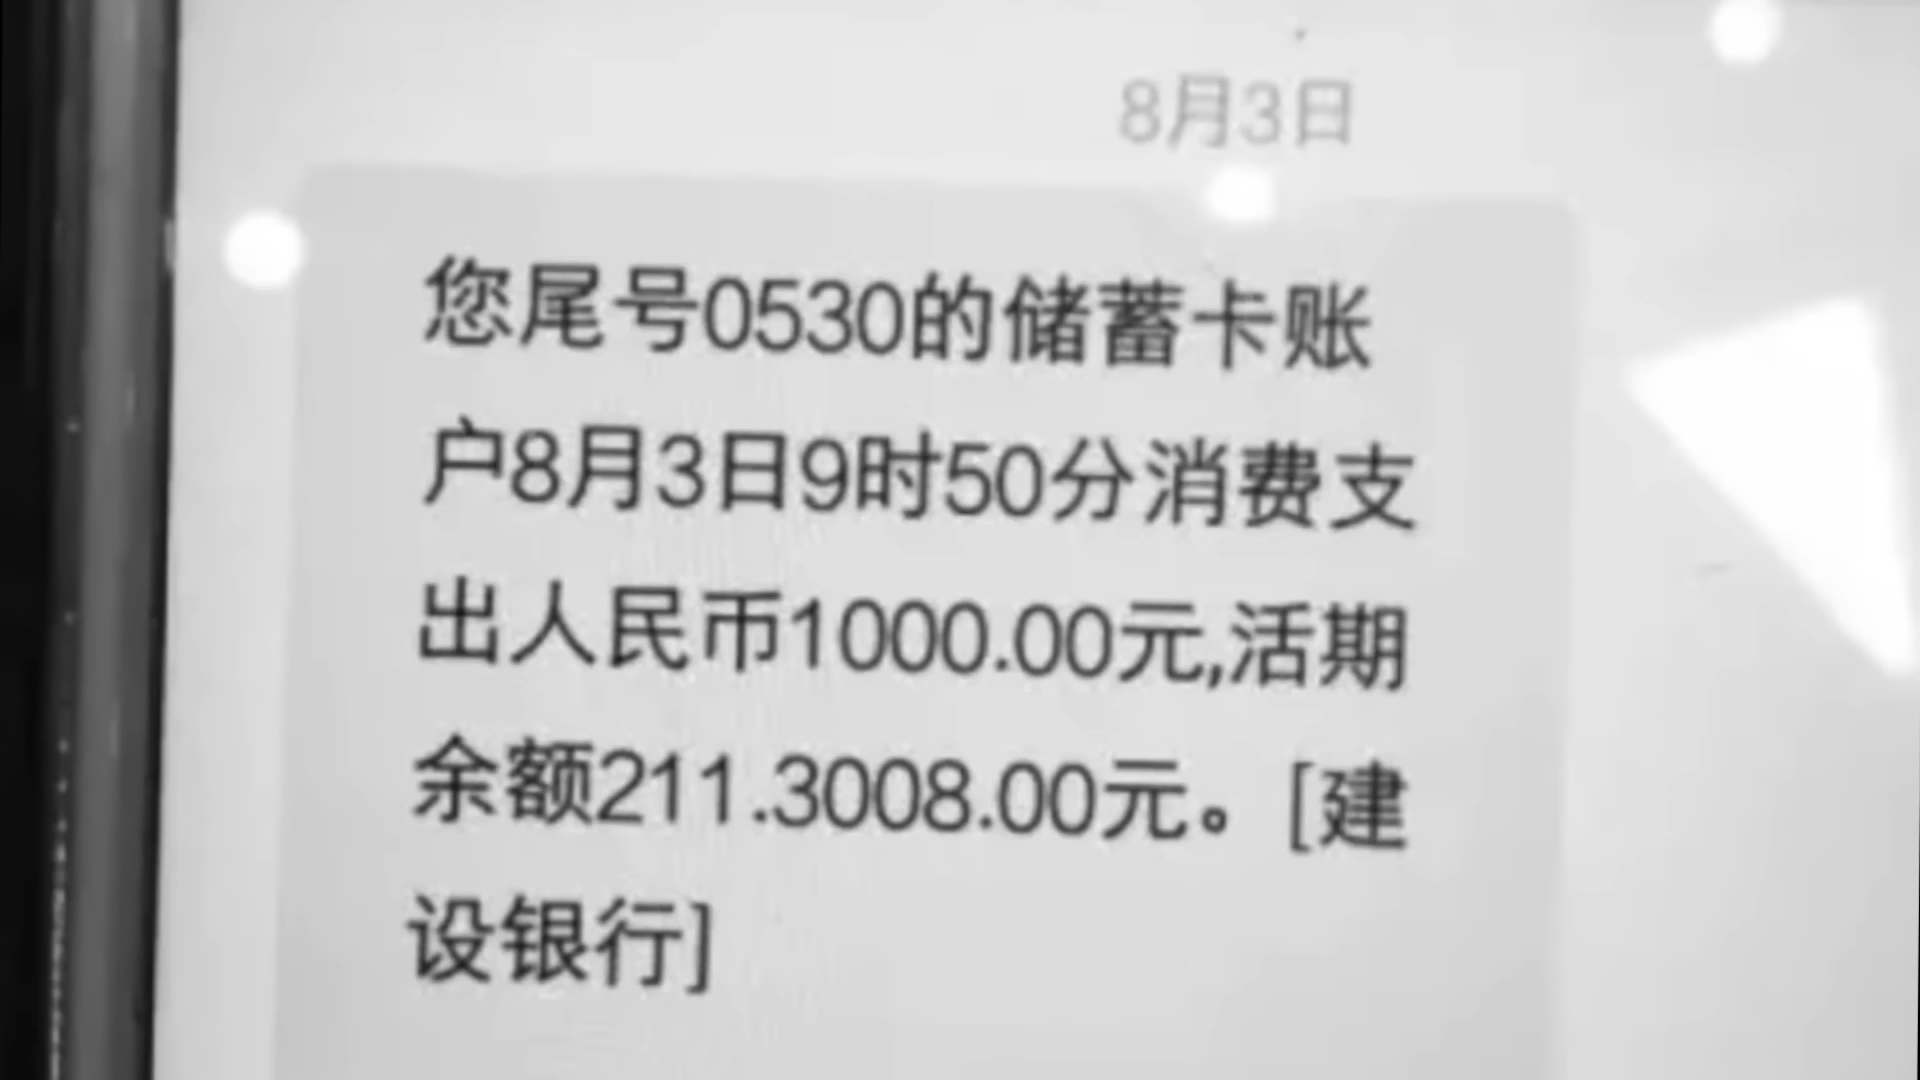 8月3日
您尾号0530的储蓄卡账
户8月3日9时50分消费支
出人民币1000.00元,活期
余额211.3008.00元。[建
设银行]